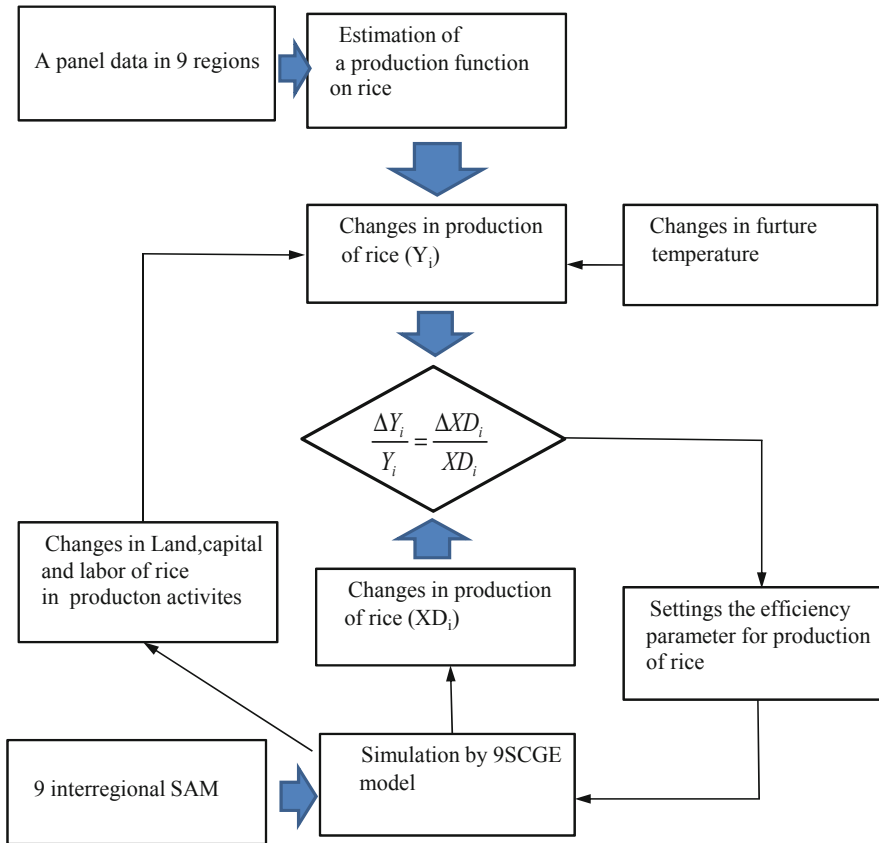 A panel data in 9 regions
Estimation of
a production function
on rice
Changes in production
of rice (Yi)
Changes in furture
temperature
ΔYi/Yi = ΔXDi/XDi
Changes in Land,capital
and labor of rice
in producton activites
Changes in production
of rice (XDi)
Settings the efficiency
parameter for production
of rice
9 interregional SAM
Simulation by 9SCGE
model